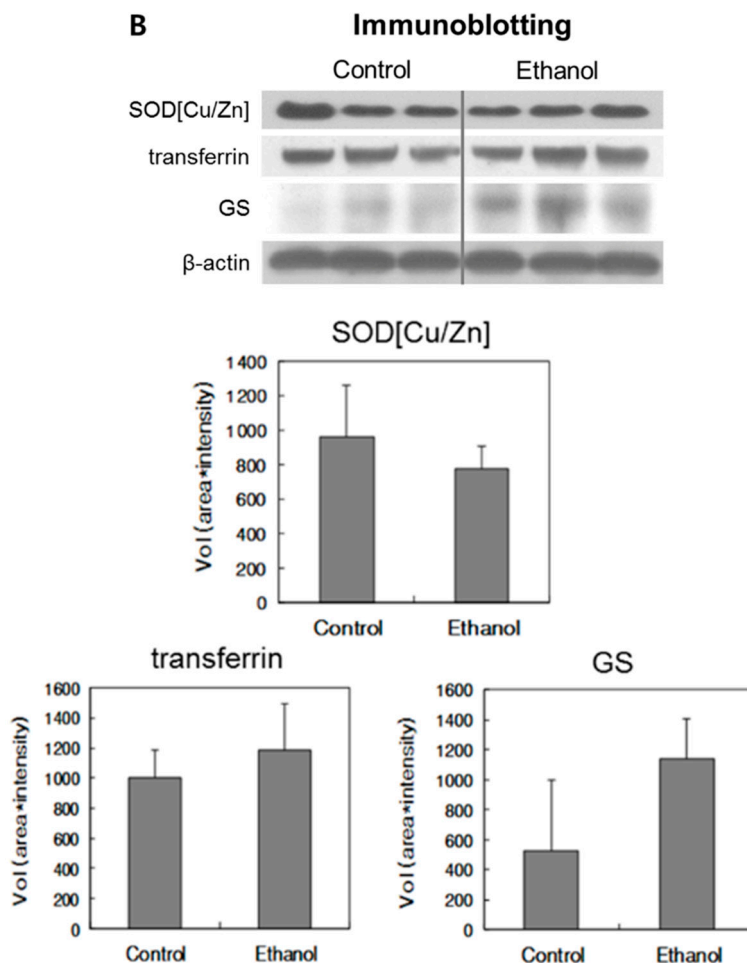 B Immunoblotting
Control Ethanol
SOD[Cu/Zn]
transferrin
GS
β-actin
SOD[Cu/Zn]
Vol (area*intensity)
1400
1200
1000
800
600
400
200
0
Control Ethanol
transferrin
Vol (area*intensity)
1600
1400
1200
1000
800
600
400
200
0
Control Ethanol
GS
Vol (area*intensity)
1600
1400
1200
1000
800
600
400
200
0
Control Ethanol